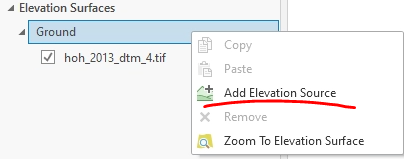 Elevation Surfaces
Ground
hoh_2013_dtm_4.tif
Copy
Paste
Add Elevation Source
Remove
Zoom To Elevation Surface